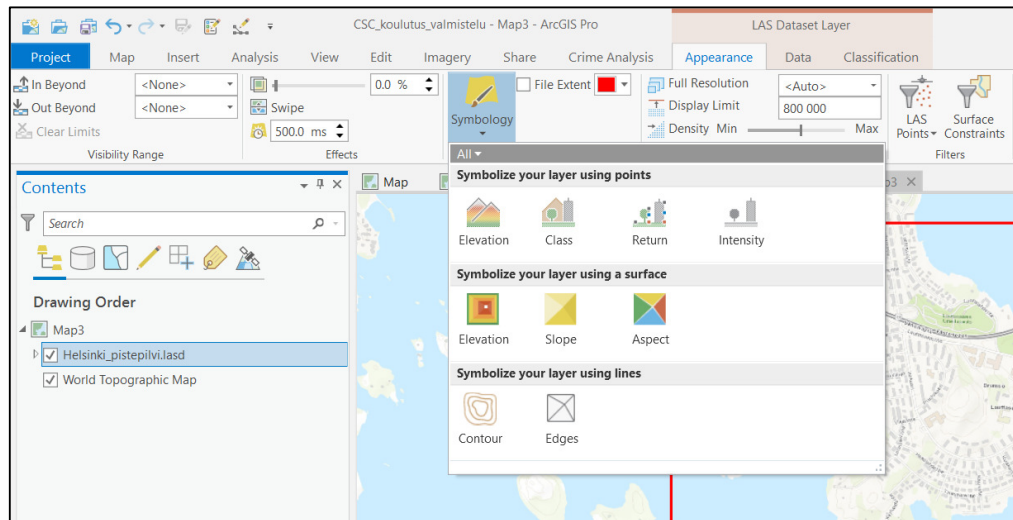 CSC_koulutus_valmistelu - Map3 - ArcGIS Pro
LAS Dataset Layer
Project Map Insert Analysis View Edit Imagery Share Crime Analysis Appearance Data Classification
In Beyond <None> 0.0 % File Extent Full Resolution <Auto>
Out Beyond <None> Swipe Display Limit 800 000
Clear Limits 500.0 ms Symbology Density Min Max LAS Points Surface Constraints
Visibility Range Effects Filters
All
Contents
Map
Symbolize your layer using points
Search
Elevation Class Return Intensity
Symbolize your layer using a surface
Drawing Order
Map3
Elevation Slope Aspect
Helsinki_pistepilvi.lasd
World Topographic Map
Symbolize your layer using lines
Contour Edges